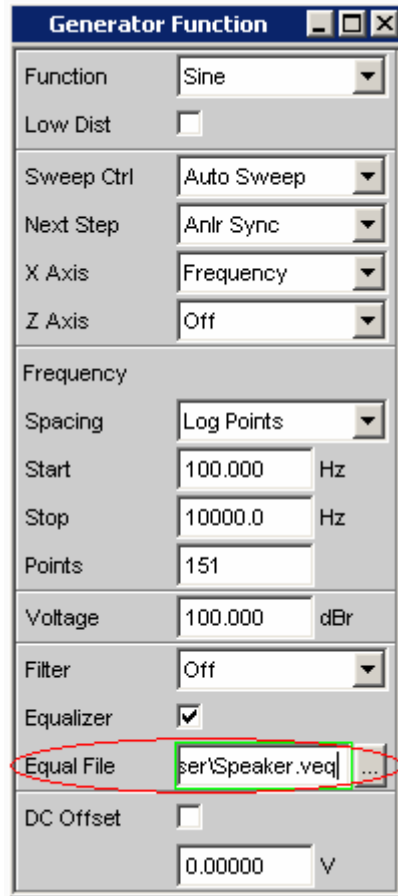 Generator Function
Function Sine
Low Dist
Sweep Ctrl Auto Sweep
Next Step Anlr Sync
X Axis Frequency
Z Axis Off
Frequency
Spacing Log Points
Start 100.000 Hz
Stop 10000.0 Hz
Points 151
Voltage 100.000 dBr
Filter Off
Equalizer
Equal File ser\Speaker.veq ...
DC Offset
0.00000 V